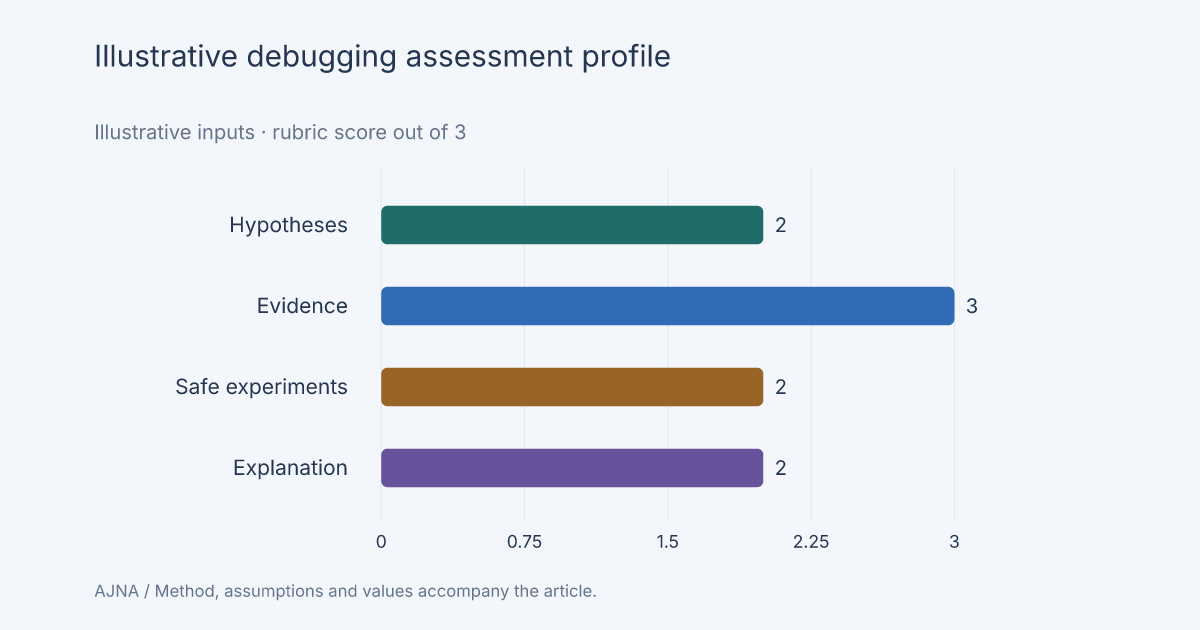 Illustrative debugging assessment profile
Illustrative inputs · rubric score out of 3
Hypotheses 2
Evidence 3
Safe experiments 2
Explanation 2
0 0.75 1.5 2.25 3
AJNA / Method, assumptions and values accompany the article.